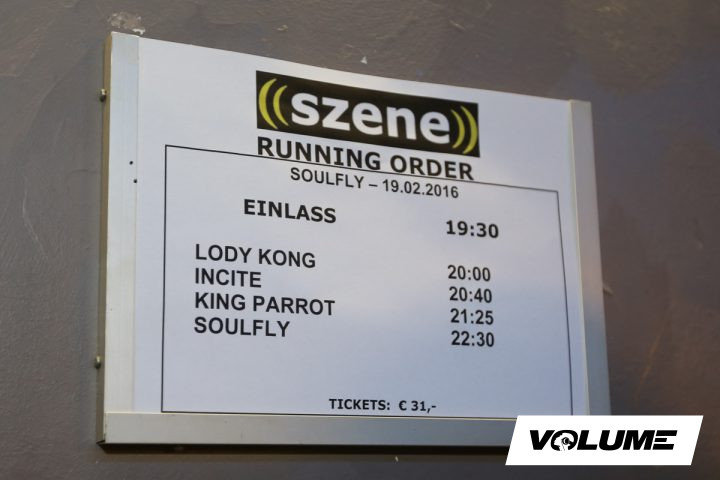 ((szene))
RUNNING ORDER
SOULFLY – 19.02.2016
EINLASS 19:30
LODY KONG 20:00
INCITE 20:40
KING PARROT 21:25
SOULFLY 22:30
TICKETS: € 31,-
VOLUME